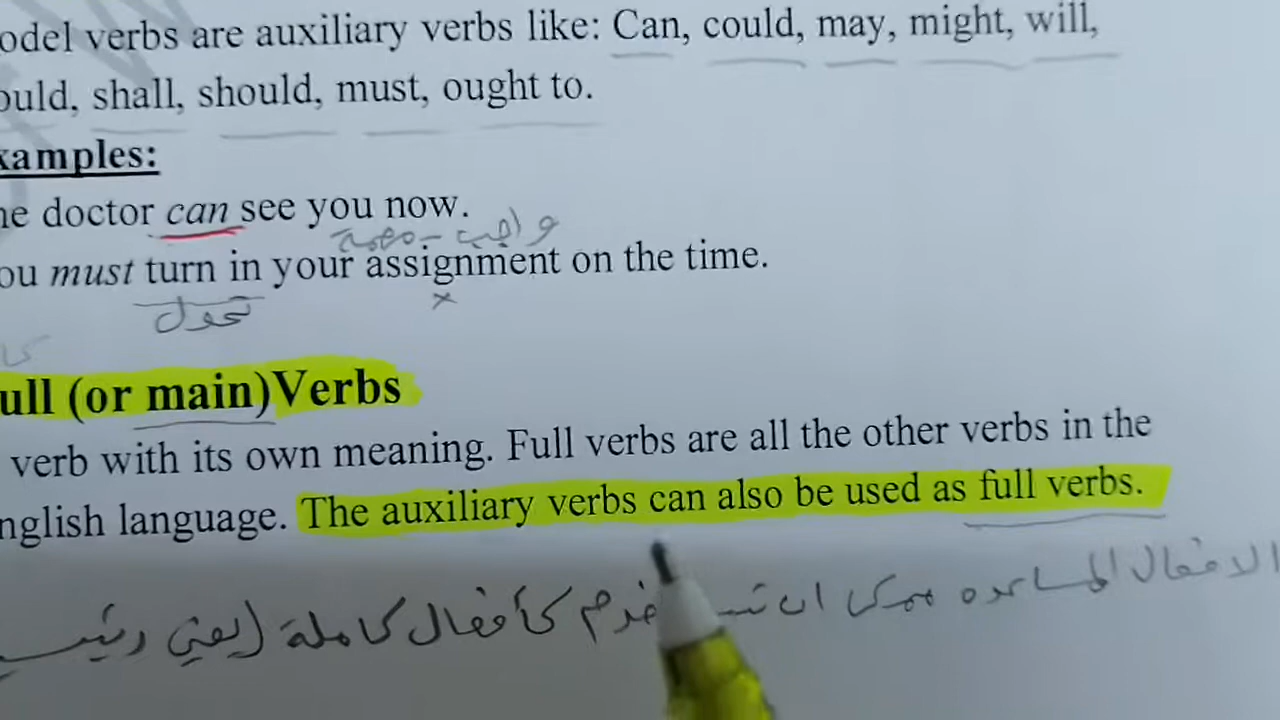 odel verbs are auxiliary verbs like: Can, could, may, might, will,
ould, shall, should, must, ought to.
xamples:
he doctor can see you now.
واجب - مهمة
ou must turn in your assignment on the time.
تحول
ull (or main)Verbs
verb with its own meaning. Full verbs are all the other verbs in the
nglish language. The auxiliary verbs can also be used as full verbs.
الافعال المساعده ممكن ان كأفعال كاملة (يعني